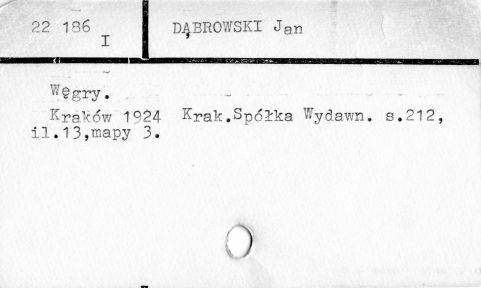 22 186
I
DĄBROWSKI Jan
Węgry.
Kraków 1924 Krak.Spółka Wydawn. s.212,
il.13,mapy 3.